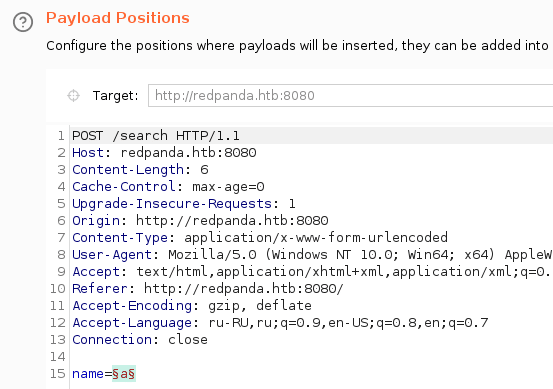 ?
Payload Positions
Configure the positions where payloads will be inserted, they can be added into
Target: http://redpanda.htb:8080
1 POST /search HTTP/1.1
2 Host: redpanda.htb:8080
3 Content-Length: 6
4 Cache-Control: max-age=0
5 Upgrade-Insecure-Requests: 1
6 Origin: http://redpanda.htb:8080
7 Content-Type: application/x-www-form-urlencoded
8 User-Agent: Mozilla/5.0 (Windows NT 10.0; Win64; x64) AppleW
9 Accept: text/html,application/xhtml+xml,application/xml;q=0.
10 Referer: http://redpanda.htb:8080/
11 Accept-Encoding: gzip, deflate
12 Accept-Language: ru-RU,ru;q=0.9,en-US;q=0.8,en;q=0.7
13 Connection: close
14
15 name=§a§